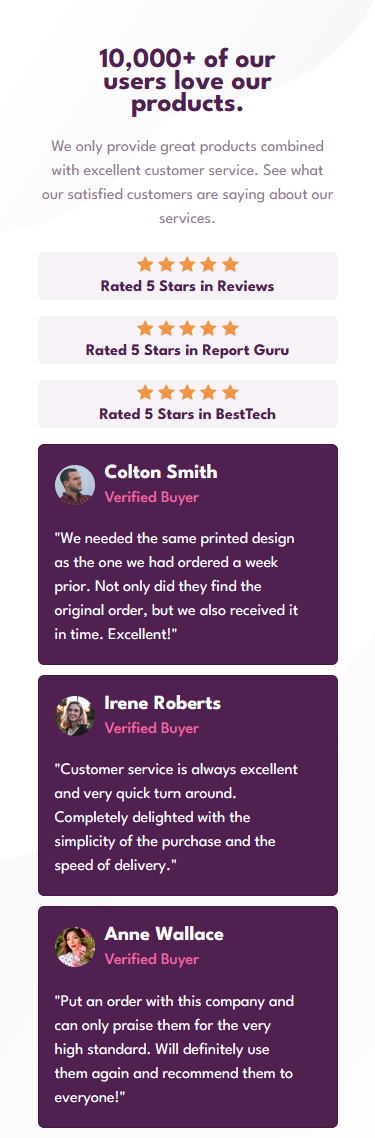 10,000+ of our
users love our
products.
We only provide great products combined
with excellent customer service. See what
our satisfied customers are saying about our
services.
Rated 5 Stars in Reviews
Rated 5 Stars in Report Guru
Rated 5 Stars in BestTech
Colton Smith
Verified Buyer
"We needed the same printed design
as the one we had ordered a week
prior. Not only did they find the
original order, but we also received it
in time. Excellent!"
Irene Roberts
Verified Buyer
"Customer service is always excellent
and very quick turn around.
Completely delighted with the
simplicity of the purchase and the
speed of delivery."
Anne Wallace
Verified Buyer
"Put an order with this company and
can only praise them for the very
high standard. Will definitely use
them again and recommend them to
everyone!"